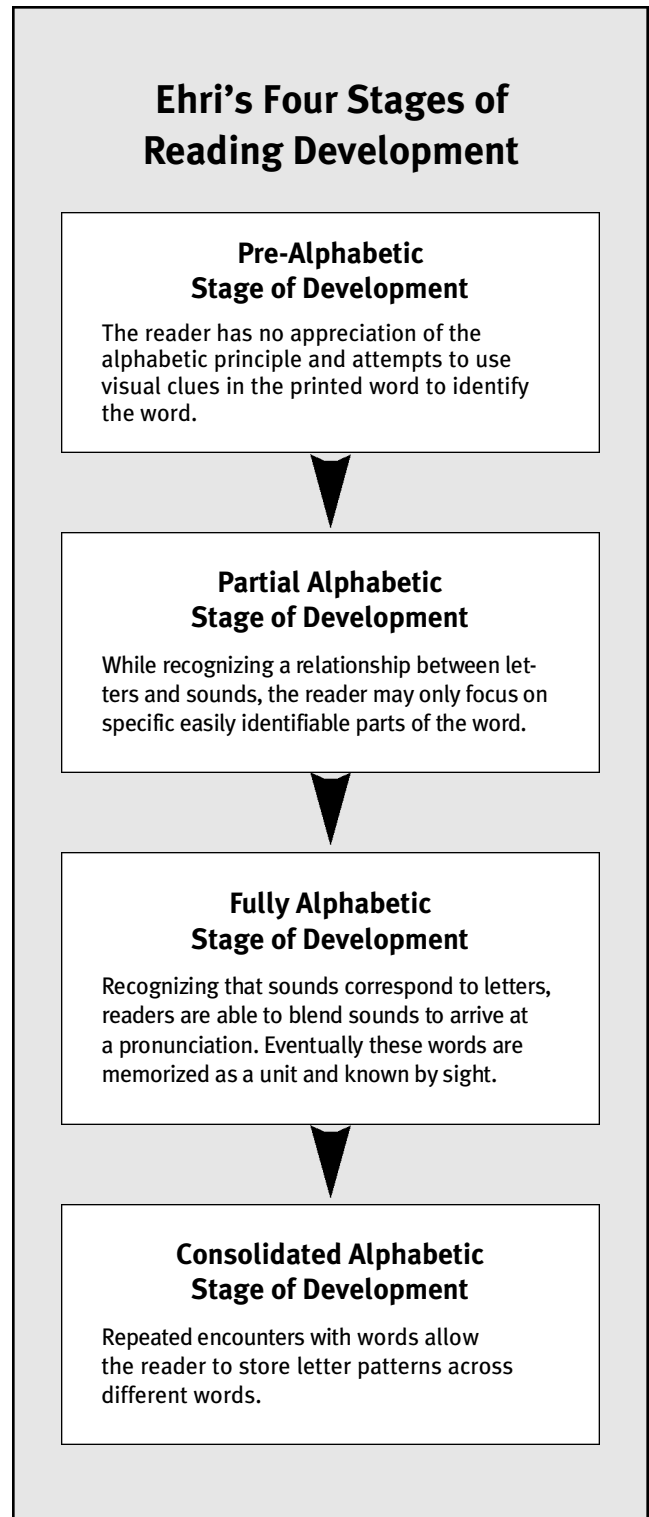 Ehri’s Four Stages of
Reading Development
Pre-Alphabetic
Stage of Development
The reader has no appreciation of the
alphabetic principle and attempts to use
visual clues in the printed word to identify
the word.
Partial Alphabetic
Stage of Development
While recognizing a relationship between let-
ters and sounds, the reader may only focus on
specific easily identifiable parts of the word.
Fully Alphabetic
Stage of Development
Recognizing that sounds correspond to letters,
readers are able to blend sounds to arrive at
a pronunciation. Eventually these words are
memorized as a unit and known by sight.
Consolidated Alphabetic
Stage of Development
Repeated encounters with words allow
the reader to store letter patterns across
different words.